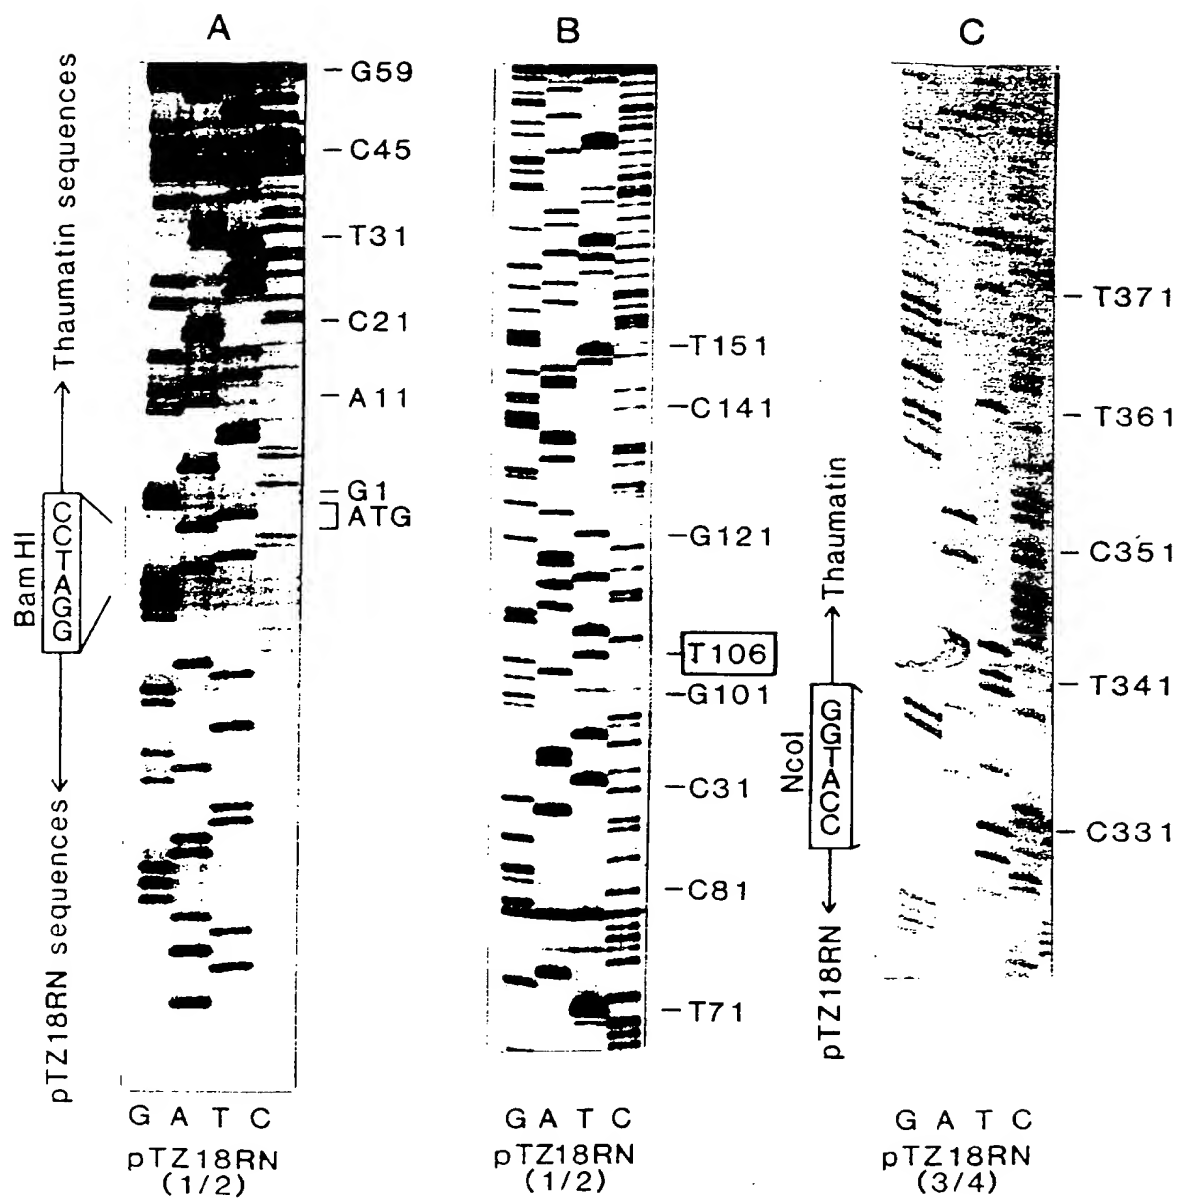 A
B
C
Thaumatin sequences
BamHI
CCTAGG
pTZ18RN sequences
G59
C45
T31
C21
A11
G1
ATG
G A T C
pTZ18RN
(1/2)
T151
C141
G121
T106
G101
C31
C81
T71
G A T C
pTZ18RN
(1/2)
Thaumatin
NcoI
GGTACC
pTZ18RN
T371
T361
C351
T341
C331
G A T C
pTZ18RN
(3/4)